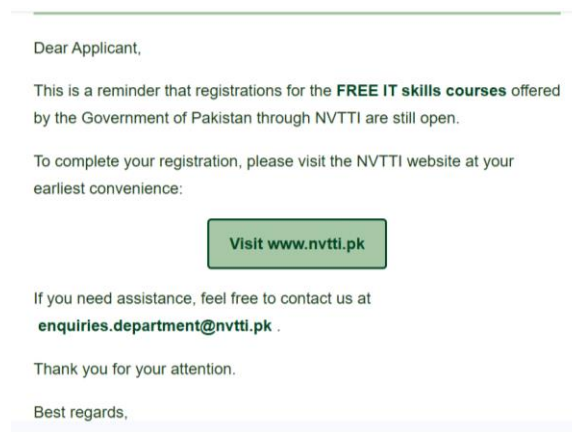 Dear Applicant,
This is a reminder that registrations for the FREE IT skills courses offered
by the Government of Pakistan through NVTTI are still open.
To complete your registration, please visit the NVTTI website at your
earliest convenience:
Visit www.nvtti.pk
If you need assistance, feel free to contact us at
enquiries.department@nvtti.pk .
Thank you for your attention.
Best regards,